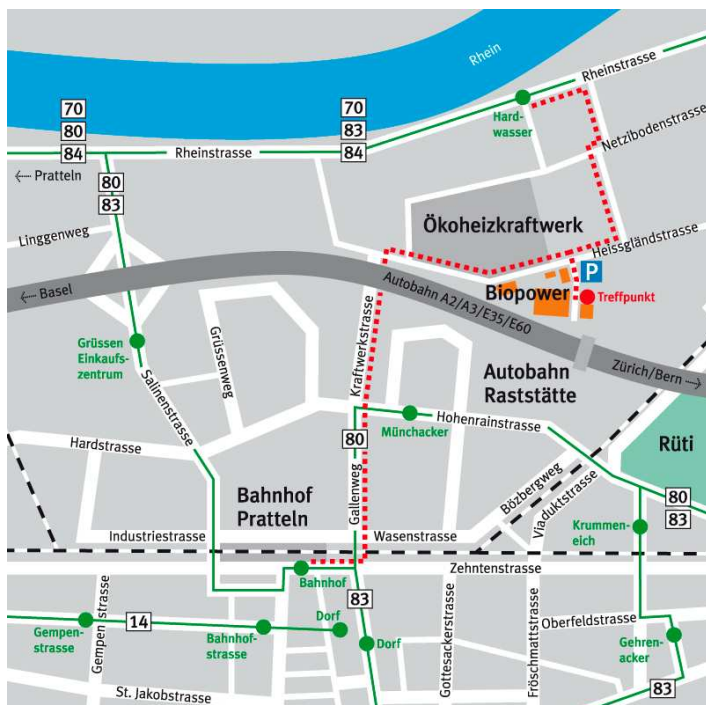 Rhein
Rheinstrasse
Hard-
wasser
Netzibodenstrasse
70
80
84
70
83
84
Rheinstrasse
Pratteln
80
83
Linggenweg
Ökoheizkraftwerk
Heissgländstrasse
P
Biopower
Treffpunkt
Basel
Autobahn A2/A3/E35/E60
Zürich/Bern
Kraftwerkstrasse
Grüssenweg
Grüssen
Einkaufs-
zentrum
Salinenstrasse
Autobahn
Raststätte
Hohenrainstrasse
Münchacker
80
Rüti
Hardstrasse
Gallenweg
Bözbergweg
Viaduktstrasse
80
83
Bahnhof
Pratteln
Krummen-
eich
Industriestrasse
Wasenstrasse
Bahnhof
Zehntenstrasse
83
Gempenstrasse
Gottesackerstrasse
Fröschmattstrasse
Oberfeldstrasse
14
Gempen-
strasse
Bahnhof-
strasse
Dorf
Dorf
Gehren-
acker
St. Jakobstrasse
83